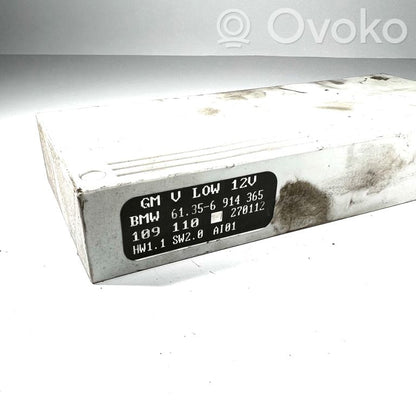 Ovoko
GM V LOW 12V
BMW 61.35-6 914 365
109 110 270112
HW1.1 SW2.0 AI01